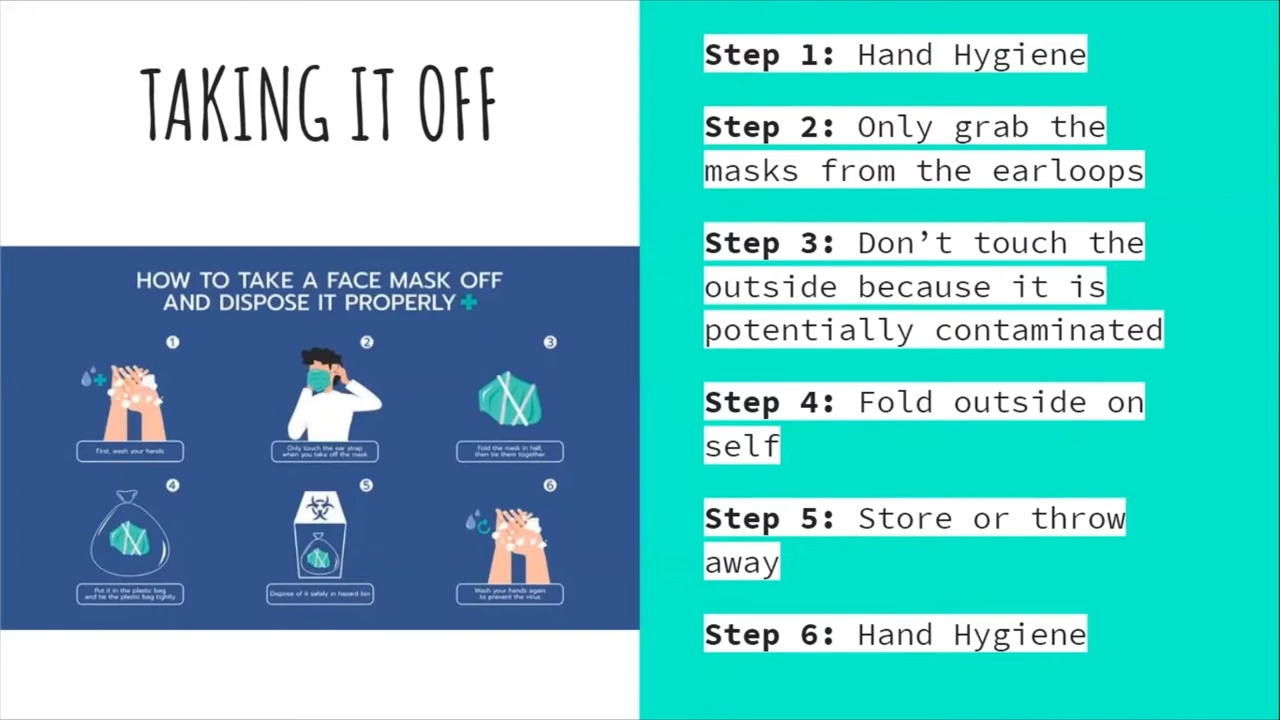 TAKING IT OFF
HOW TO TAKE A FACE MASK OFF
AND DISPOSE IT PROPERLY
1
2
3
First, wash your hands
Only touch the ear strap
when you take off the mask
Fold the mask in half,
then tie them together
4
5
6
Put it in the plastic bag
and tie the plastic bag tightly
Dispose of it safely in hazard bin
Wash your hands again
to prevent the virus
Step 1: Hand Hygiene
Step 2: Only grab the
masks from the earloops
Step 3: Don’t touch the
outside because it is
potentially contaminated
Step 4: Fold outside on
self
Step 5: Store or throw
away
Step 6: Hand Hygiene